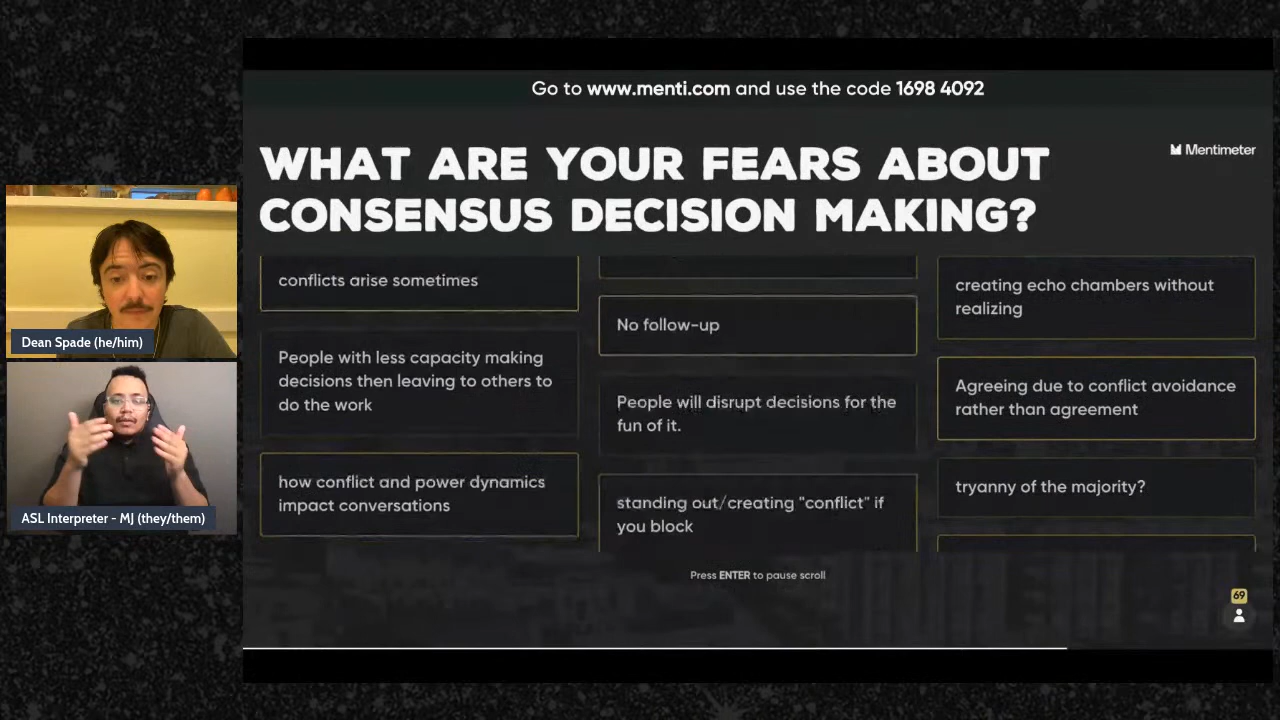 Go to www.menti.com and use the code 1698 4092
WHAT ARE YOUR FEARS ABOUT
CONSENSUS DECISION MAKING?
Mentimeter
conflicts arise sometimes
People with less capacity making
decisions then leaving to others to
do the work
how conflict and power dynamics
impact conversations
No follow-up
People will disrupt decisions for the
fun of it.
standing out/creating "conflict" if
you block
creating echo chambers without
realizing
Agreeing due to conflict avoidance
rather than agreement
tryanny of the majority?
Press ENTER to pause scroll
69
Dean Spade (he/him)
ASL Interpreter - MJ (they/them)